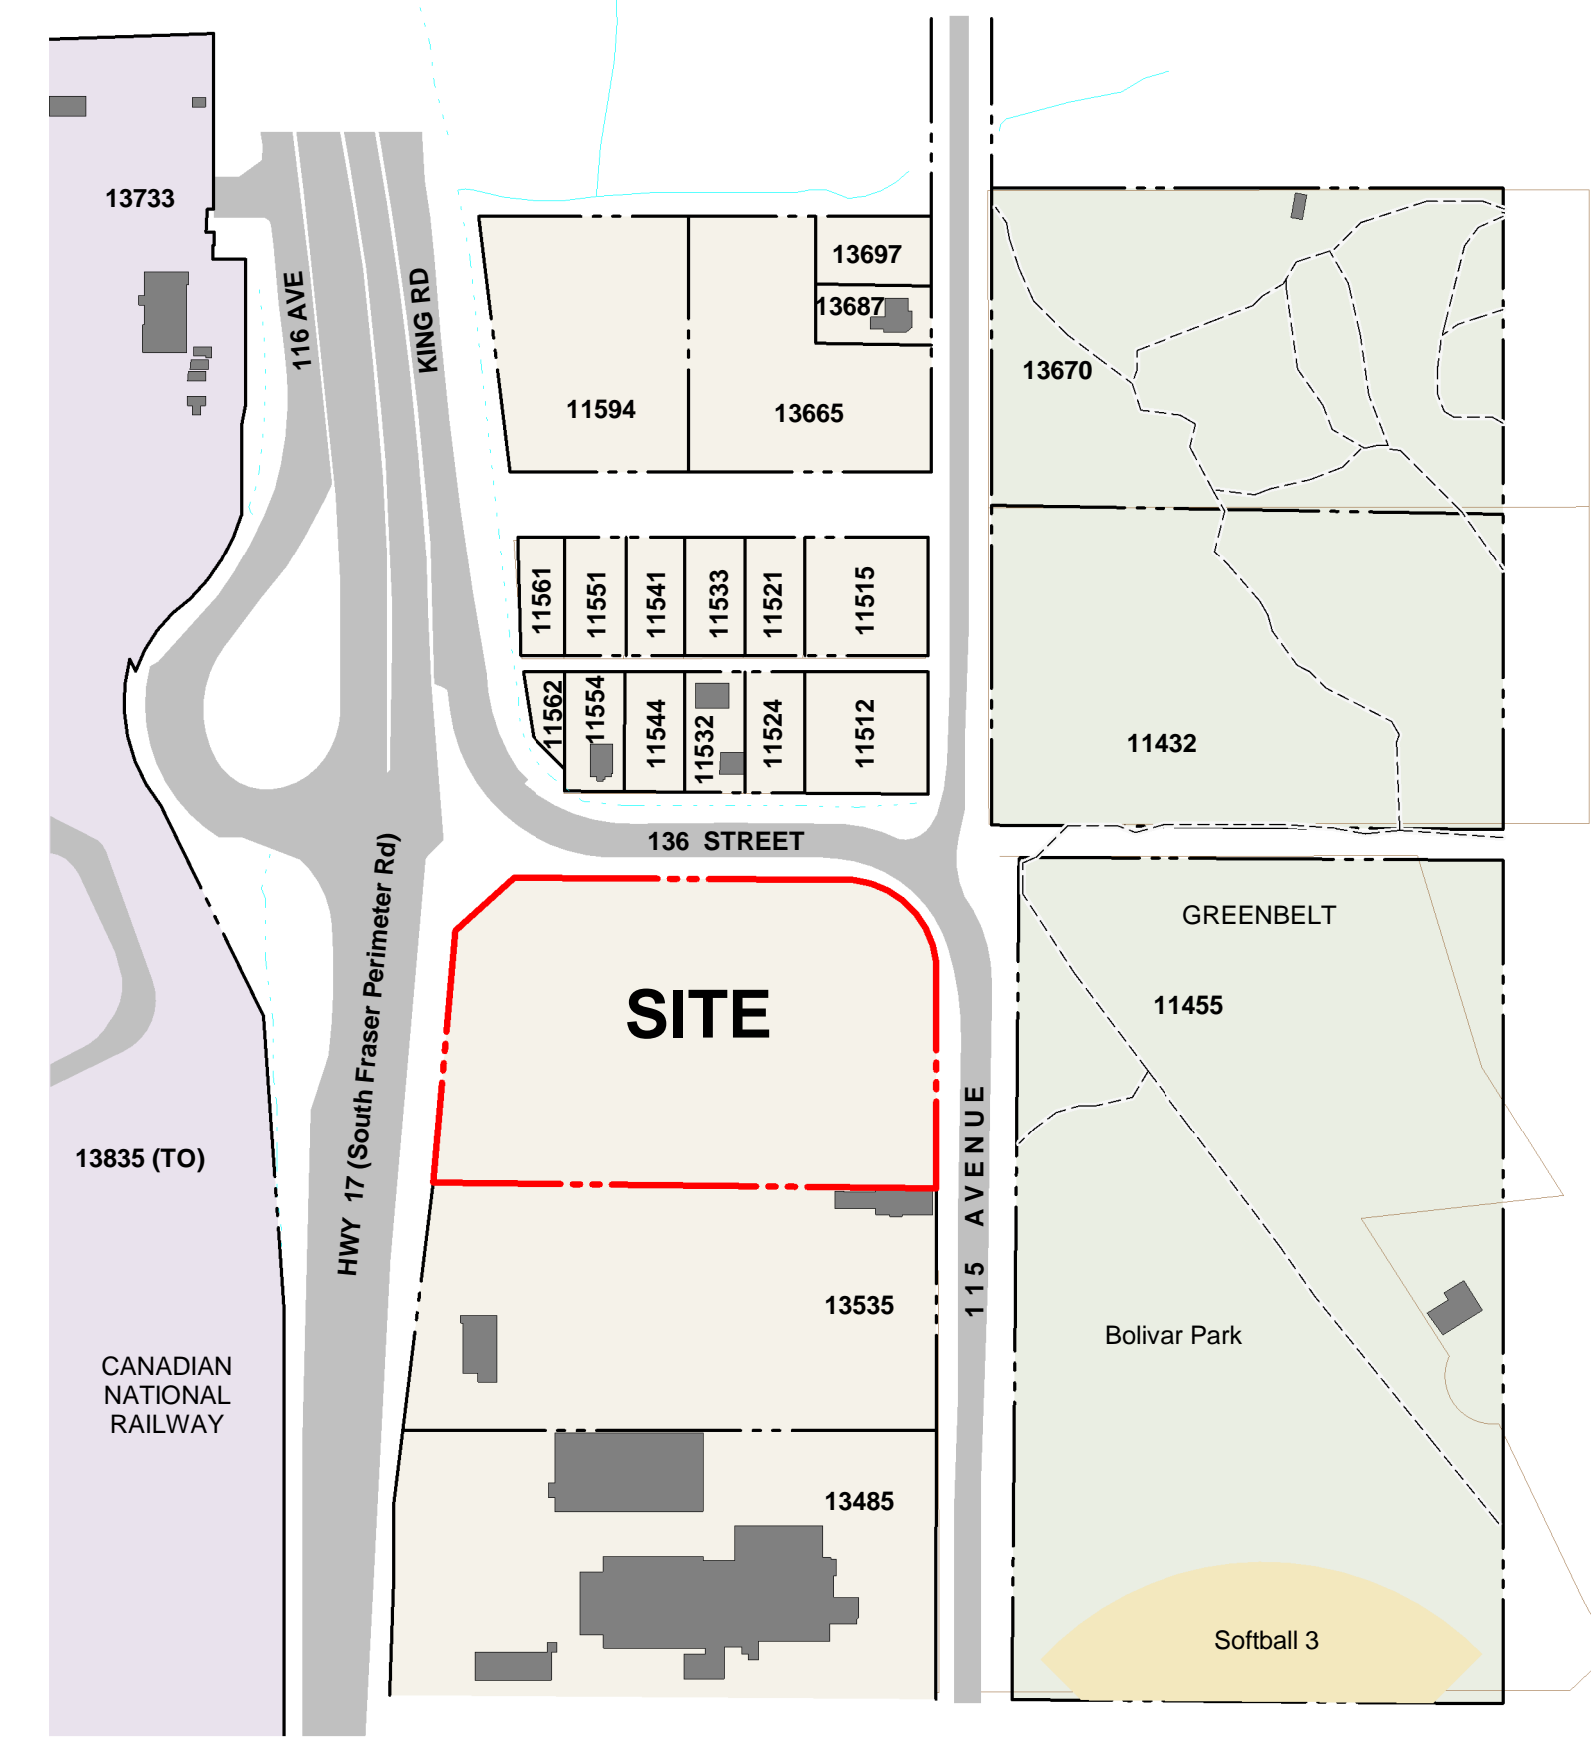 13733
116 AVE
KING RD
13697
13687
13670
11594
13665
11561
11551
11541
11533
11521
11515
11562
11554
11544
11532
11524
11512
11432
136 STREET
HWY 17 (South Fraser Perimeter Rd)
GREENBELT
11455
SITE
115 AVENUE
13835 (TO)
13535
Bolivar Park
CANADIAN
NATIONAL
RAILWAY
13485
Softball 3